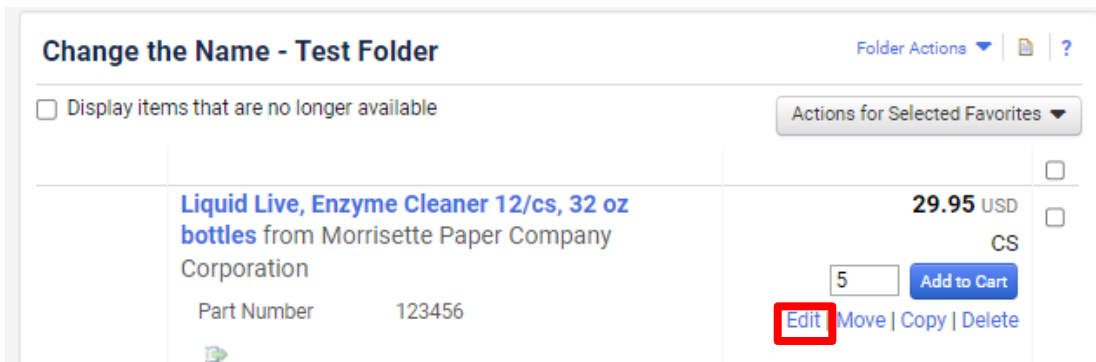 Change the Name - Test Folder
Folder Actions ?
Display items that are no longer available
Actions for Selected Favorites
Liquid Live, Enzyme Cleaner 12/cs, 32 oz
bottles from Morrisette Paper Company
Corporation
29.95 USD
CS
5 Add to Cart
Part Number 123456
Edit | Move | Copy | Delete